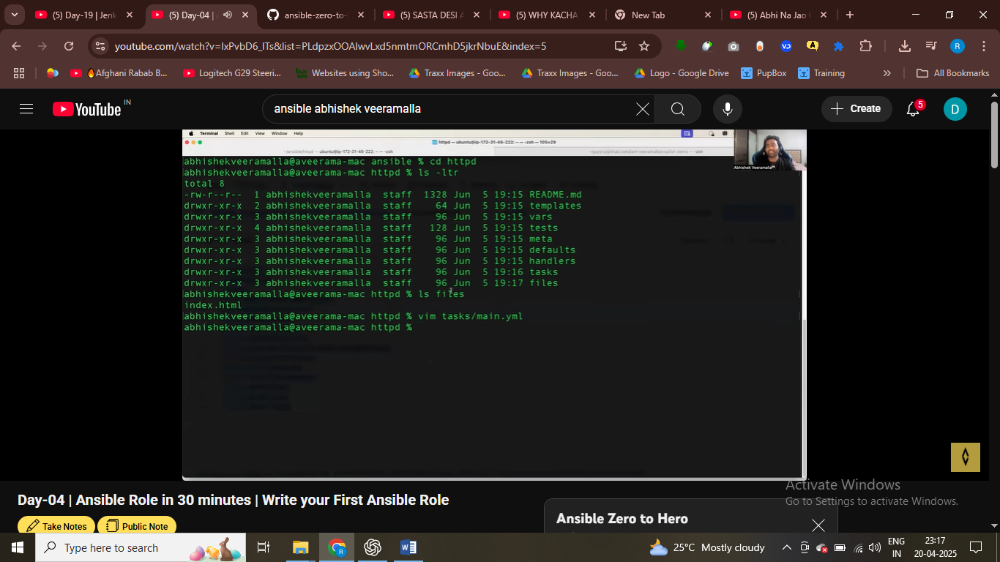 (5) Day-19 | Jenk
(5) Day-04 | A
ansible-zero-to-
(5) SASTA DESI A
(5) WHY KACHA
New Tab
(5) Abhi Na Jao
youtube.com/watch?v=IxPvbD6_ITs&list=PLdpzxOOAlwvLxd5nmtmORCmhD5jkrNbuE&index=5
R
🔥Afghani Rabab B...
Logitech G29 Steeri...
Websites using Sho...
Traxx Images - Goo...
Traxx Images - Goo...
Logo - Google Drive
PupBox
Training
All Bookmarks
YouTube IN
ansible abhishek veeramalla
Create
5
D
Terminal Shell Edit View Window Help
httpd — ubuntu@ip-172-31-46-222: ~ — -zsh — 105×29
~/ansible/httpd — ubuntu@ip-172-31-46-222: ~ — -zsh
abhishekveeramalla@aveerama-mac ansible % cd httpd
abhishekveeramalla@aveerama-mac httpd % ls -ltr
total 8
-rw-r--r-- 1 abhishekveeramalla staff 1328 Jun 5 19:15 README.md
drwxr-xr-x 2 abhishekveeramalla staff 64 Jun 5 19:15 templates
drwxr-xr-x 3 abhishekveeramalla staff 96 Jun 5 19:15 vars
drwxr-xr-x 4 abhishekveeramalla staff 128 Jun 5 19:15 tests
drwxr-xr-x 3 abhishekveeramalla staff 96 Jun 5 19:15 meta
drwxr-xr-x 3 abhishekveeramalla staff 96 Jun 5 19:15 defaults
drwxr-xr-x 3 abhishekveeramalla staff 96 Jun 5 19:15 handlers
drwxr-xr-x 3 abhishekveeramalla staff 96 Jun 5 19:16 tasks
drwxr-xr-x 3 abhishekveeramalla staff 96 Jun 5 19:17 files
abhishekveeramalla@aveerama-mac httpd % ls files
index.html
abhishekveeramalla@aveerama-mac httpd % vim tasks/main.yml
abhishekveeramalla@aveerama-mac httpd %
Abhishek Veeramalla
Day-04 | Ansible Role in 30 minutes | Write your First Ansible Role
Take Notes
Public Note
Ansible Zero to Hero
Activate Windows
Go to Settings to activate Windows.
Type here to search
25°C Mostly cloudy
ENG
IN
23:17
20-04-2025